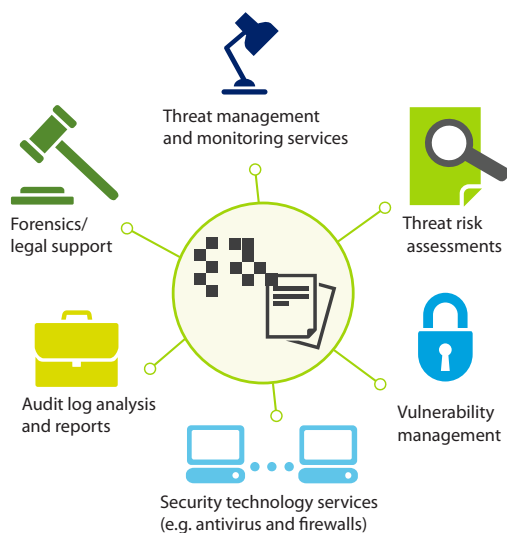 Threat management
and monitoring services
Forensics/
legal support
Threat risk
assessments
Audit log analysis
and reports
Vulnerability
management
Security technology services
(e.g. antivirus and firewalls)